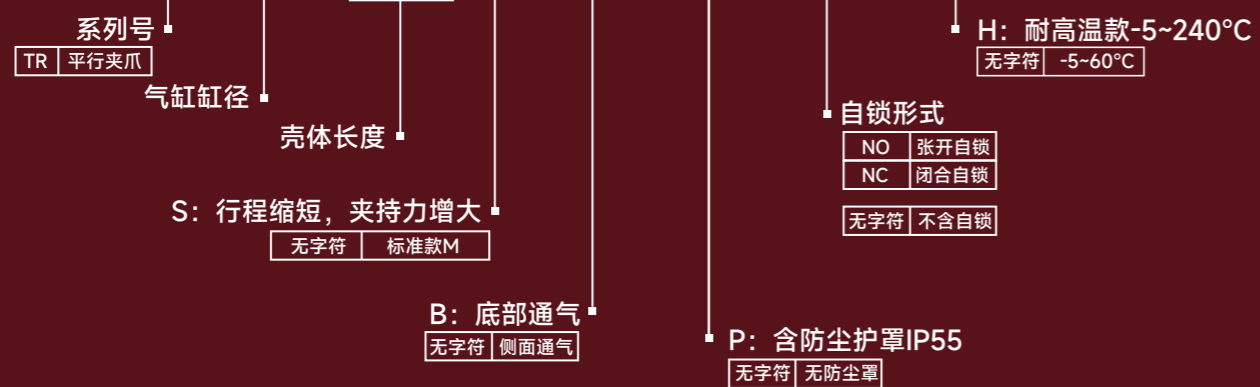 系列号
TR 平行夹爪
气缸缸径
壳体长度
S：行程缩短，夹持力增大
无字符 标准款M
B：底部通气
无字符 侧面通气
P：含防尘护罩IP55
无字符 无防尘罩
自锁形式
NO 张开自锁
NC 闭合自锁
无字符 不含自锁
H：耐高温款-5~240°C
无字符 -5~60°C